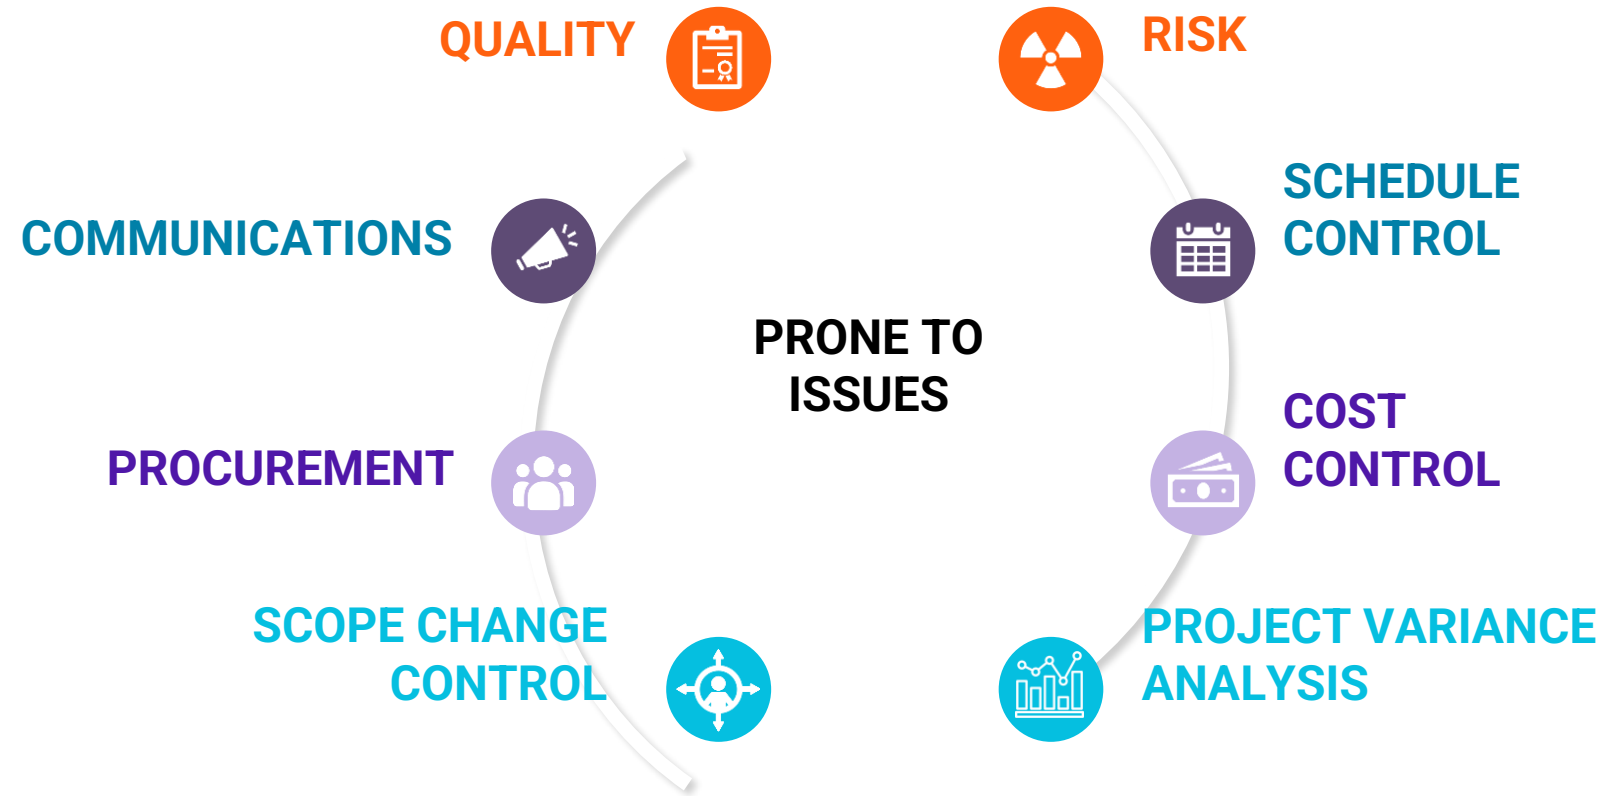 QUALITY
RISK
COMMUNICATIONS
SCHEDULE
CONTROL
PRONE TO
ISSUES
PROCUREMENT
COST
CONTROL
SCOPE CHANGE
CONTROL
PROJECT VARIANCE
ANALYSIS